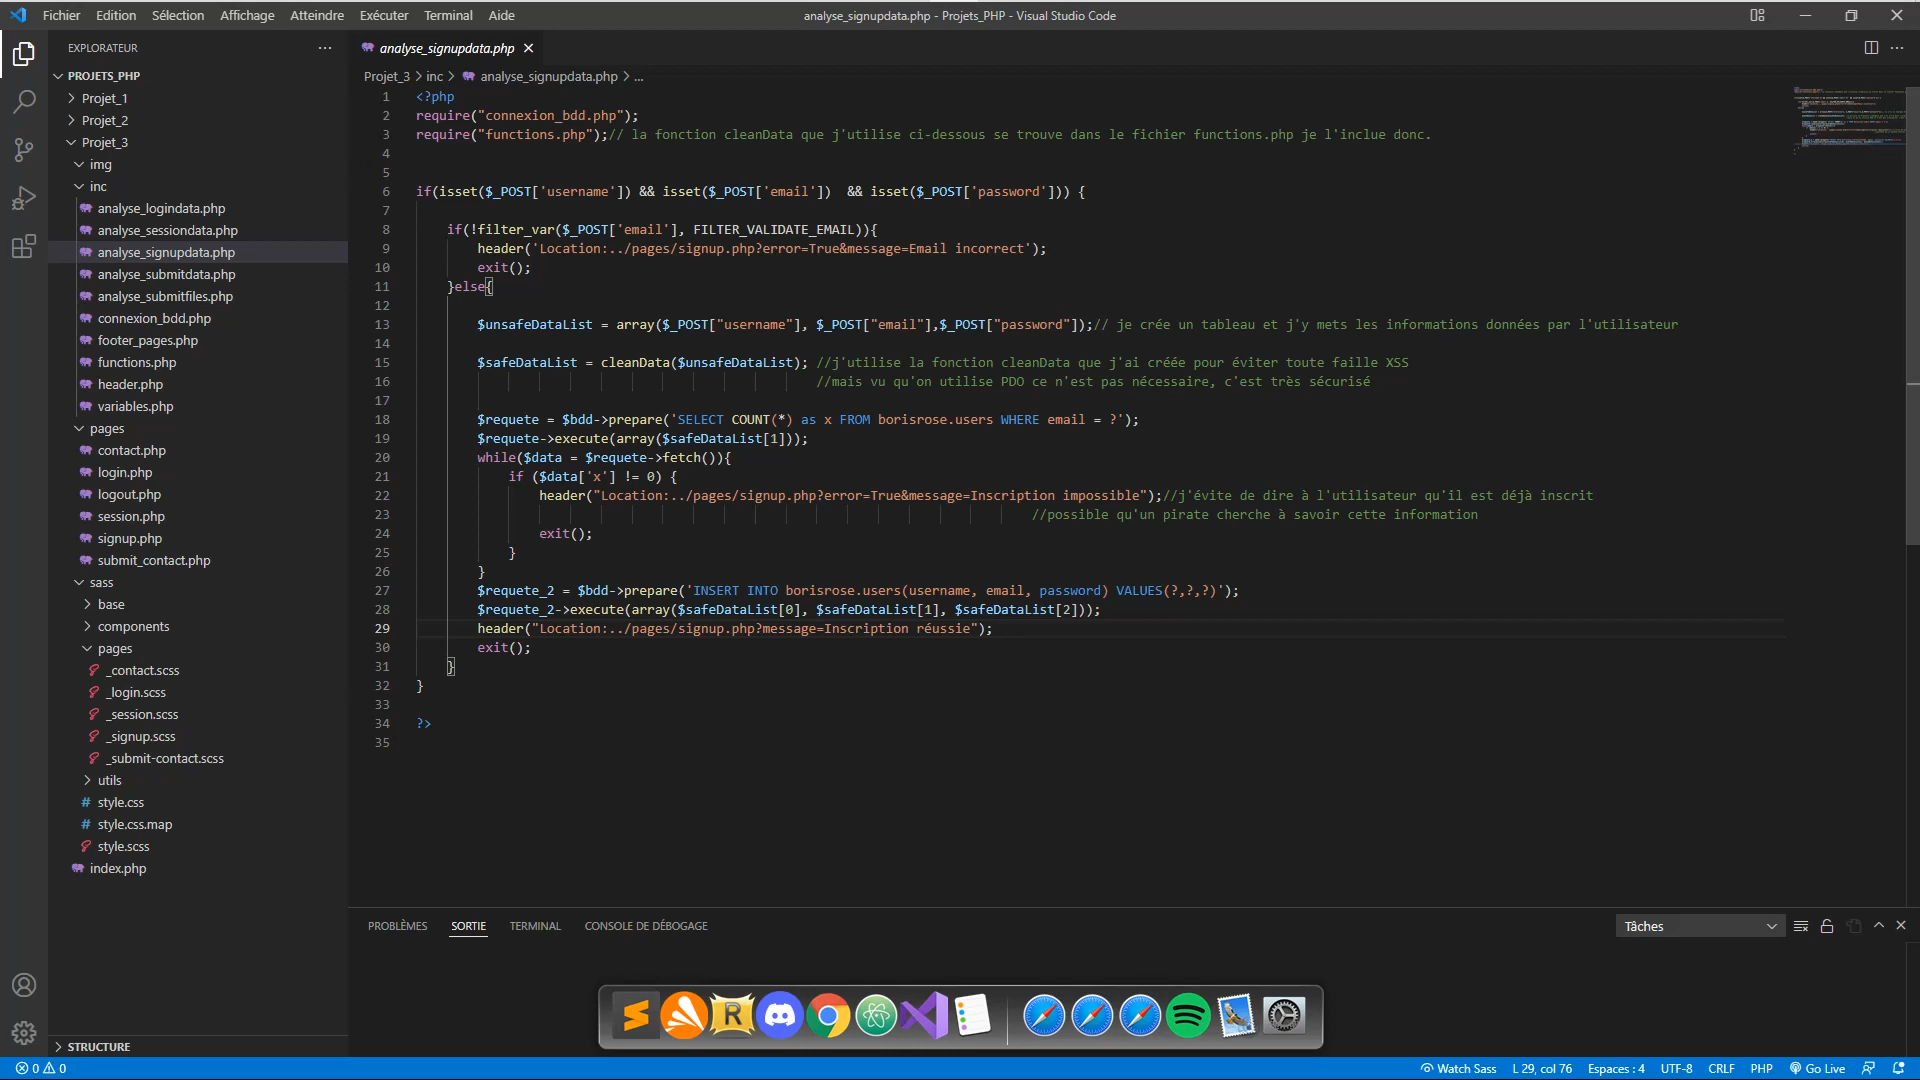 Fichier Edition Sélection Affichage Atteindre Exécuter Terminal Aide
analyse_signupdata.php - Projets_PHP - Visual Studio Code
EXPLORATEUR
PROJETS_PHP
Projet_1
Projet_2
Projet_3
img
inc
analyse_logindata.php
analyse_sessiondata.php
analyse_signupdata.php
analyse_submitdata.php
analyse_submitfiles.php
connexion_bdd.php
footer_pages.php
functions.php
header.php
variables.php
pages
contact.php
login.php
logout.php
session.php
signup.php
submit_contact.php
sass
base
components
pages
_contact.scss
_login.scss
_session.scss
_signup.scss
_submit-contact.scss
utils
style.css
style.css.map
style.scss
index.php
STRUCTURE
analyse_signupdata.php
Projet_3 > inc > analyse_signupdata.php > ...
1 <?php
2 require("connexion_bdd.php");
3 require("functions.php");// la fonction cleanData que j'utilise ci-dessous se trouve dans le fichier functions.php je l'inclue donc.
4
5
6 if(isset($_POST['username']) && isset($_POST['email'])  && isset($_POST['password'])) {
7
8 if(!filter_var($_POST['email'], FILTER_VALIDATE_EMAIL)){
9 header('Location:../pages/signup.php?error=True&message=Email incorrect');
10 exit();
11 }else{
12
13 $unsafeDataList = array($_POST["username"], $_POST["email"],$_POST["password"]);// je crée un tableau et j'y mets les informations données par l'utilisateur
14
15 $safeDataList = cleanData($unsafeDataList); //j'utilise la fonction cleanData que j'ai créée pour éviter toute faille XSS
16 //mais vu qu'on utilise PDO ce n'est pas nécessaire, c'est très sécurisé
17
18 $requete = $bdd->prepare('SELECT COUNT(*) as x FROM borisrose.users WHERE email = ?');
19 $requete->execute(array($safeDataList[1]));
20 while($data = $requete->fetch()){
21 if ($data['x'] != 0) {
22 header("Location:../pages/signup.php?error=True&message=Inscription impossible");//j'évite de dire à l'utilisateur qu'il est déjà inscrit
23 //possible qu'un pirate cherche à savoir cette information
24 exit();
25 }
26 }
27 $requete_2 = $bdd->prepare('INSERT INTO borisrose.users(username, email, password) VALUES(?,?,?)');
28 $requete_2->execute(array($safeDataList[0], $safeDataList[1], $safeDataList[2]));
29 header("Location:../pages/signup.php?message=Inscription réussie");
30 exit();
31 }
32 }
33
34 ?>
35
PROBLÈMES SORTIE TERMINAL CONSOLE DE DÉBOGAGE
Tâches
R
0 0
Watch Sass L 29, col 76 Espaces : 4 UTF-8 CRLF PHP Go Live